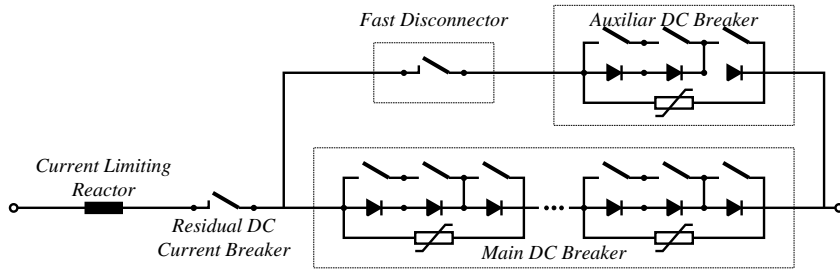 Fast Disconnector
Auxiliar DC Breaker
Current Limiting
Reactor
Residual DC
Current Breaker
Main DC Breaker